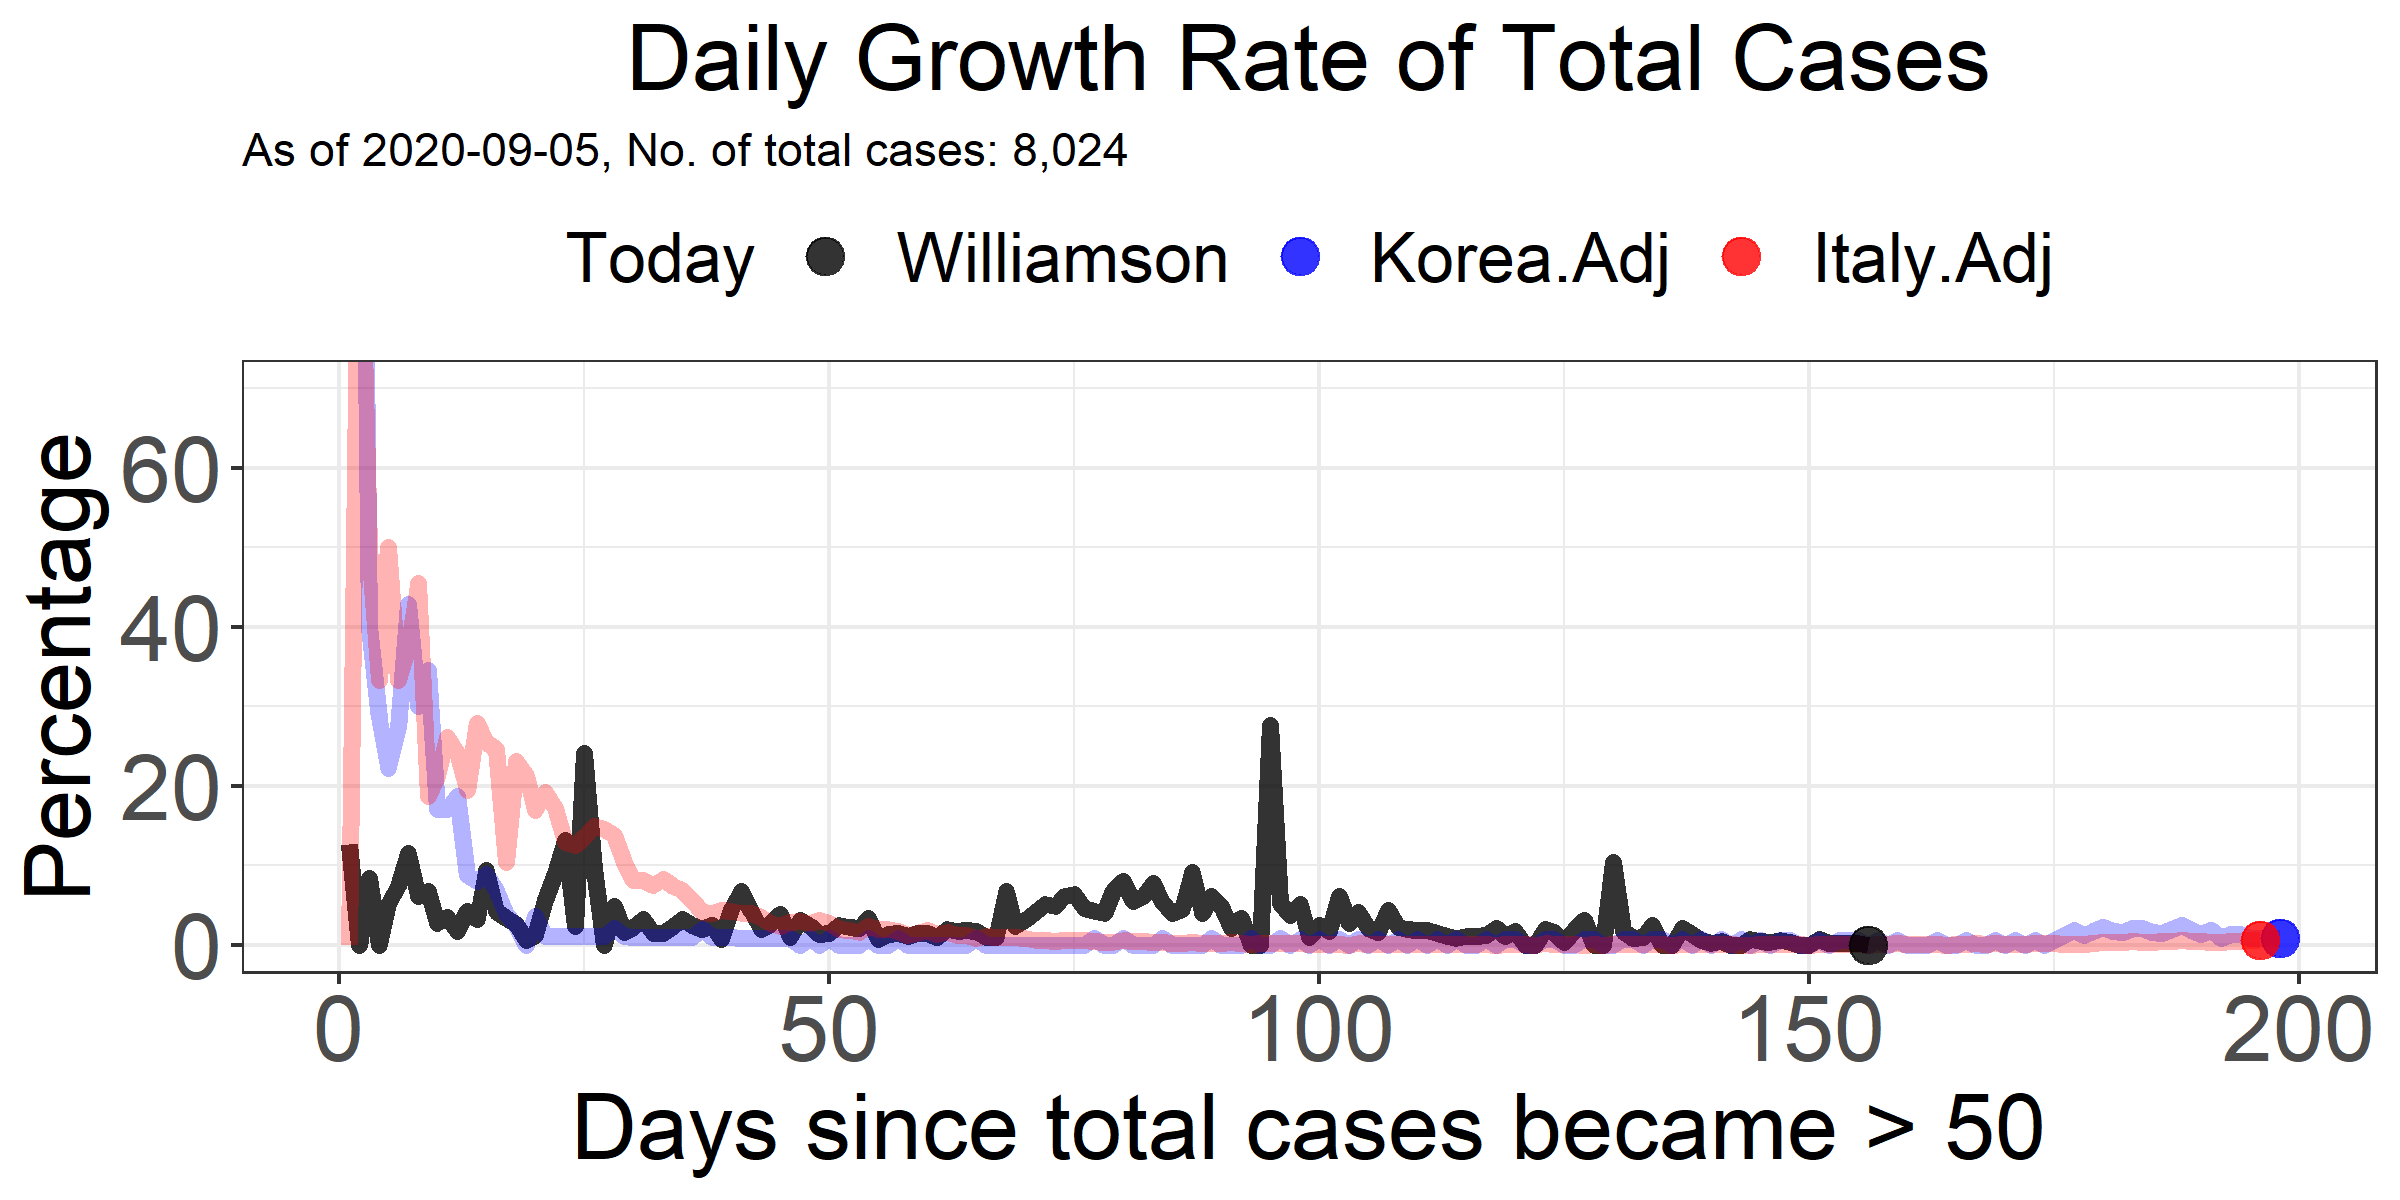 Daily Growth Rate of Total Cases
As of 2020-09-05, No. of total cases: 8,024
Today Williamson Korea.Adj Italy.Adj
Percentage
60
40
20
0
0 50 100 150 200
Days since total cases became > 50